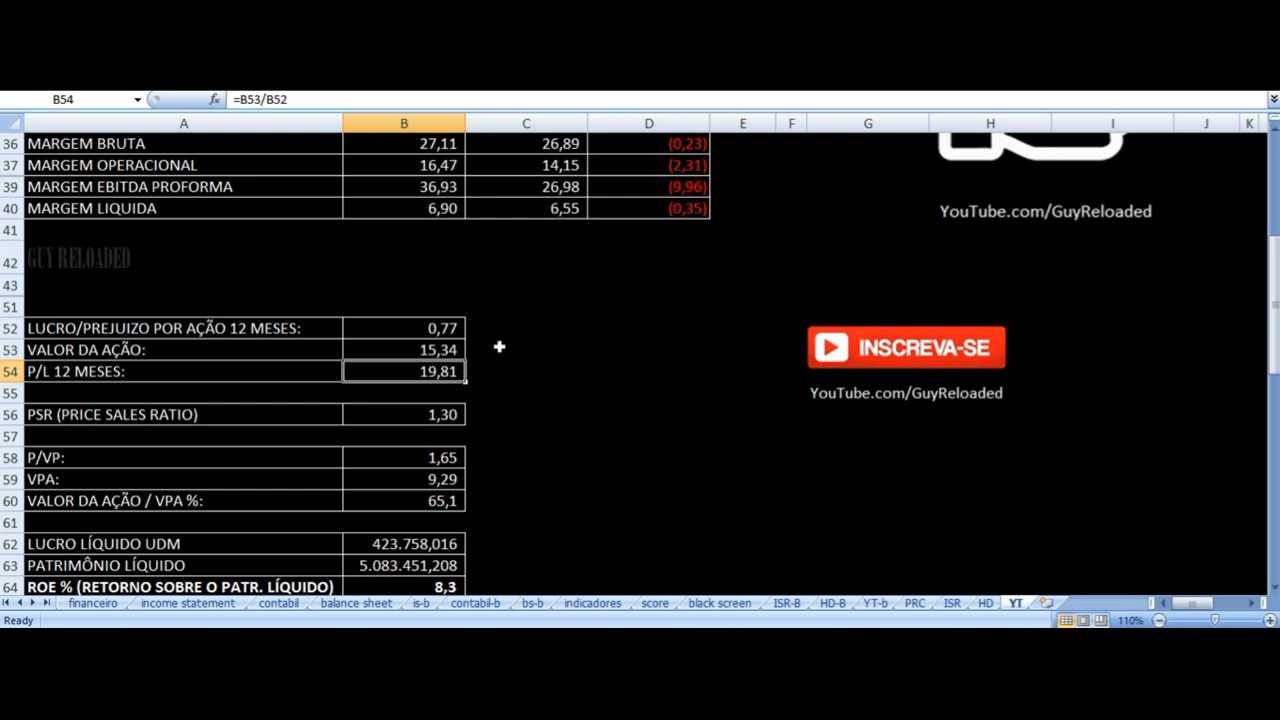 B54 fx =B53/B52
A B C D E F G H I J K
36 MARGEM BRUTA 27,11 26,89 (0,23)
37 MARGEM OPERACIONAL 16,47 14,15 (2,31)
39 MARGEM EBITDA PROFORMA 36,93 26,98 (9,96)
40 MARGEM LIQUIDA 6,90 6,55 (0,35)
YouTube.com/GuyReloaded
41
42 GUY RELOADED
43
51
52 LUCRO/PREJUIZO POR AÇÃO 12 MESES: 0,77
53 VALOR DA AÇÃO: 15,34
INSCREVA-SE
54 P/L 12 MESES: 19,81
YouTube.com/GuyReloaded
55
56 PSR (PRICE SALES RATIO) 1,30
57
58 P/VP: 1,65
59 VPA: 9,29
60 VALOR DA AÇÃO / VPA %: 65,1
61
62 LUCRO LÍQUIDO UDM 423.758,016
63 PATRIMÔNIO LÍQUIDO 5.083.451,208
64 ROE % (RETORNO SOBRE O PATR. LÍQUIDO) 8,3
financeiro income statement contabil balance sheet is-b contabil-b bs-b indicadores score black screen ISR-B HD-B YT-b PRC ISR HD YT
Ready 110%